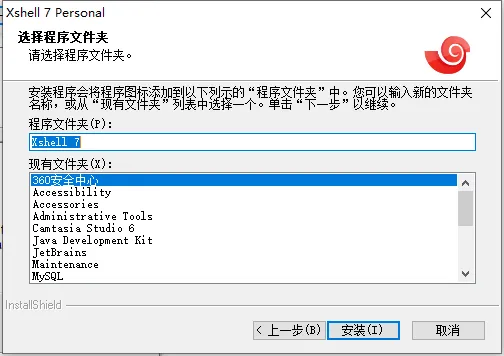 Xshell 7 Personal
选择程序文件夹
请选择程序文件夹。
安装程序会将程序图标添加到以下列示的“程序文件夹”中。您可以输入新的文件夹
名称，或从“现有文件夹”列表中选择一个。单击“下一步”以继续。
程序文件夹(P):
Xshell 7
现有文件夹(X):
360安全中心
Accessibility
Accessories
Administrative Tools
Camtasia Studio 6
Java Development Kit
JetBrains
Maintenance
MySQL
InstallShield
< 上一步(B)
安装(I)
取消